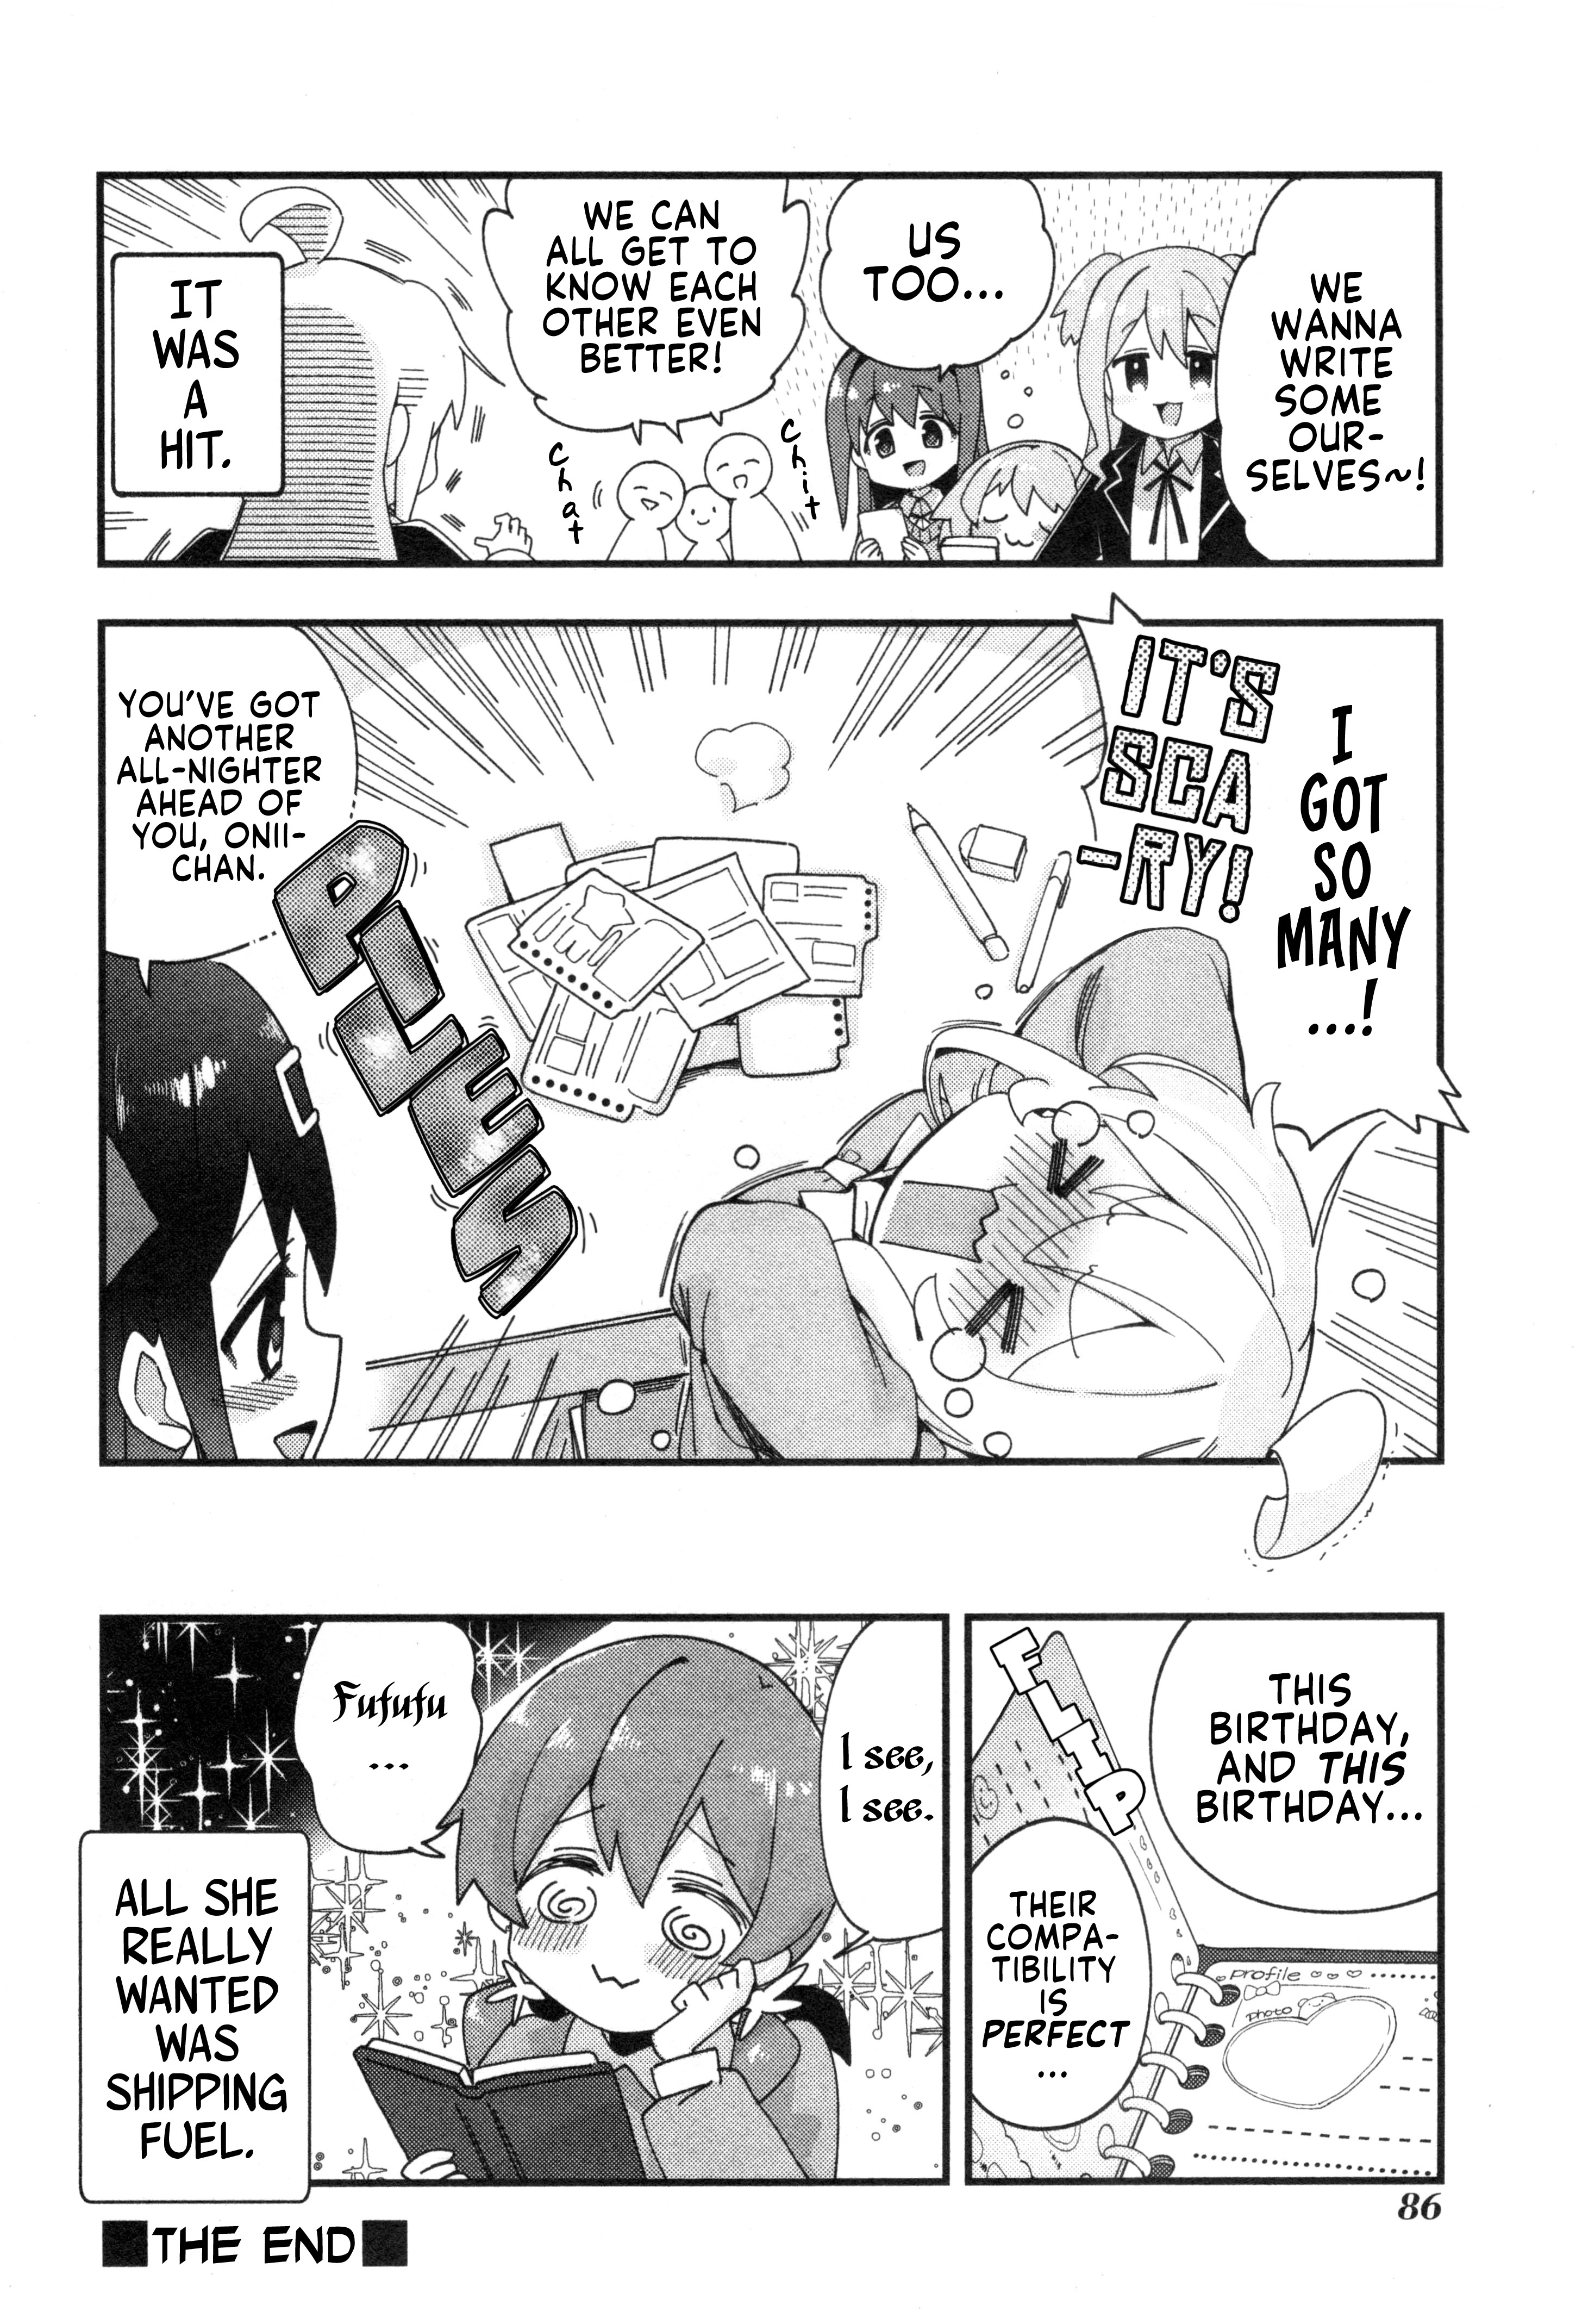 WE
WANNA
WRITE
SOME
OUR-
SELVES~!
US
TOO...
Chit
Chat
WE CAN
ALL GET TO
KNOW EACH
OTHER EVEN
BETTER!
IT
WAS
A
HIT.
I
GOT
SO
MANY
...!
IT'S
SCA
-RY!
PILES
YOU'VE GOT
ANOTHER
ALL-NIGHTER
AHEAD OF
YOU, ONII-
CHAN.
THIS
BIRTHDAY,
AND THIS
BIRTHDAY...
FLIP
THEIR
COMPA-
TIBILITY
IS
PERFECT
...
profile
photo
I see,
I see.
Fufufu
...
ALL SHE
REALLY
WANTED
WAS
SHIPPING
FUEL.
86
THE END